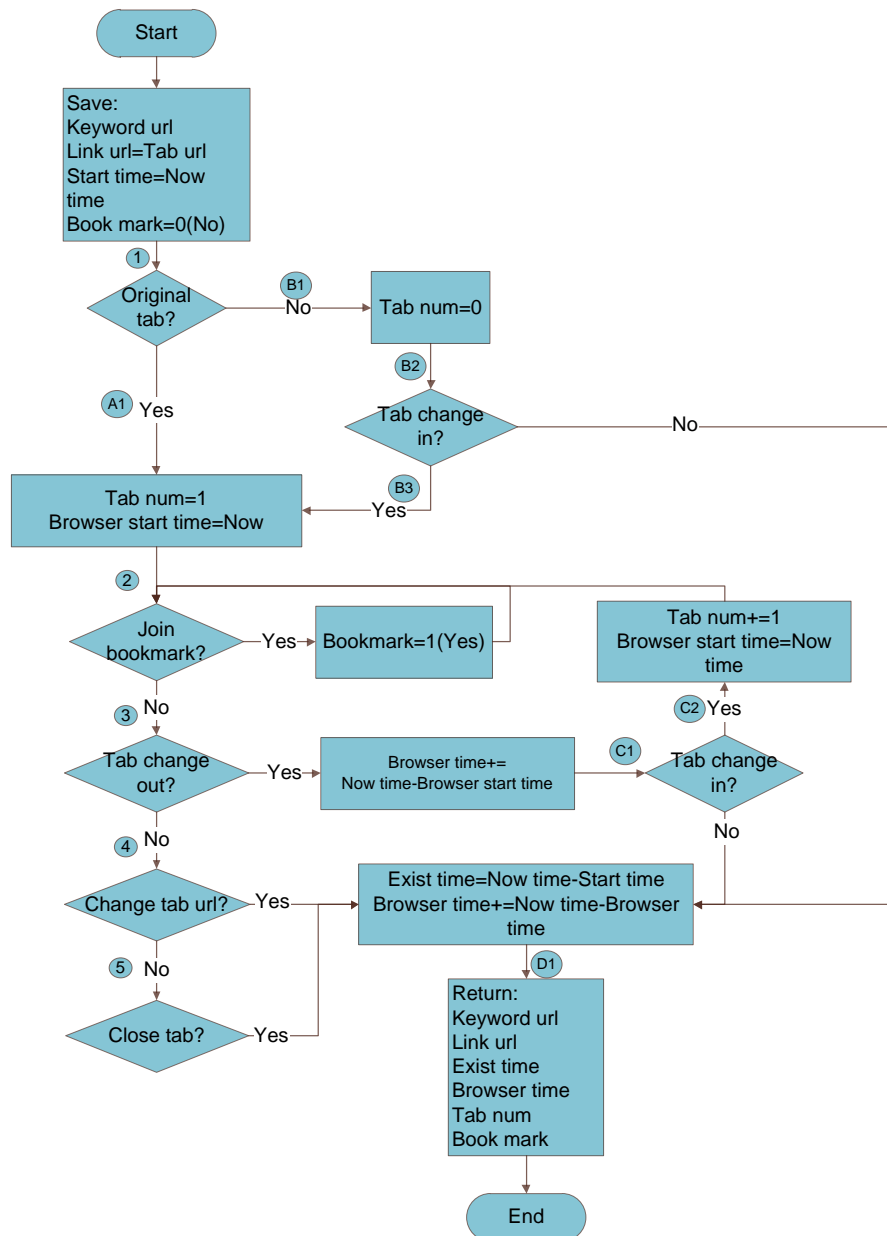 Start
Save:
Keyword url
Link url=Tab url
Start time=Now
time
Book mark=0(No)
1
Original
tab?
B1
No
Tab num=0
B2
A1
Yes
Tab change
in?
No
B3
Yes
Tab num=1
Browser start time=Now
2
Join
bookmark?
Yes
Bookmark=1(Yes)
Tab num+=1
Browser start time=Now
time
C2
Yes
3
No
Tab change
out?
Yes
Browser time+=
Now time-Browser start time
C1
Tab change
in?
No
4
No
Change tab url?
Yes
Exist time=Now time-Start time
Browser time+=Now time-Browser
time
5
No
D1
Close tab?
Yes
Return:
Keyword url
Link url
Exist time
Browser time
Tab num
Book mark
End